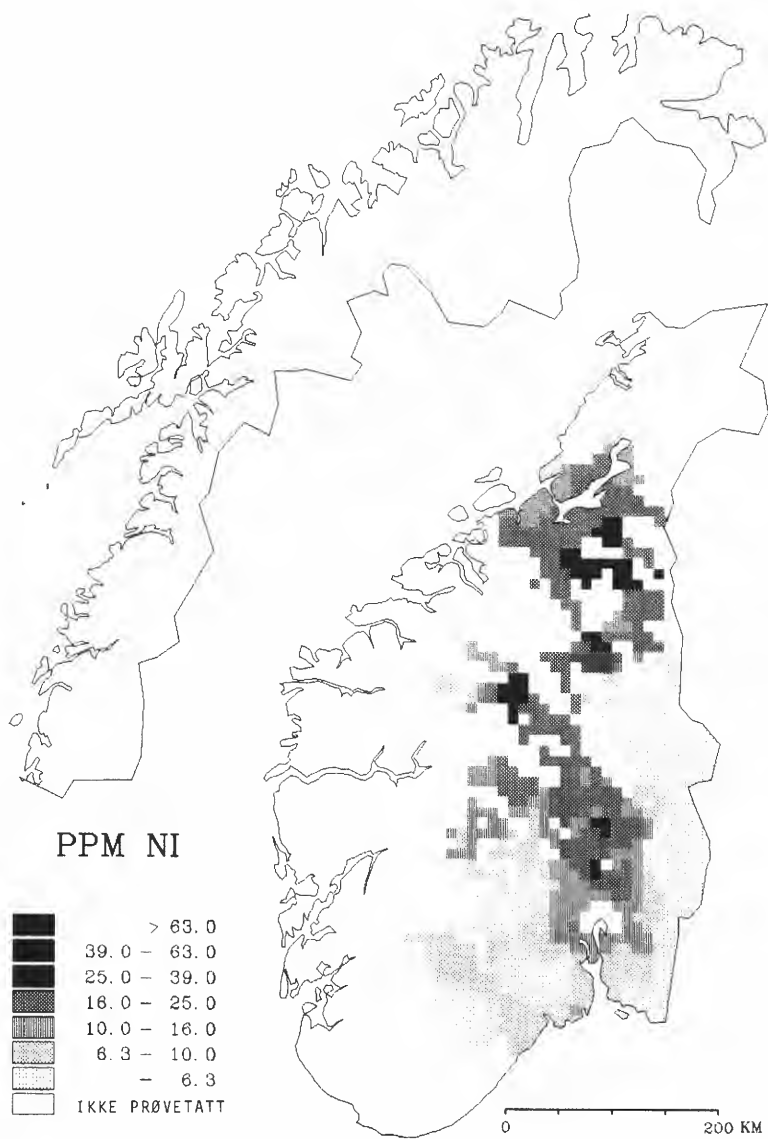 PPM NI
> 63.0
39.0 – 63.0
25.0 – 39.0
16.0 – 25.0
10.0 – 16.0
6.3 – 10.0
– 6.3
IKKE PRØVETATT
0 200 KM